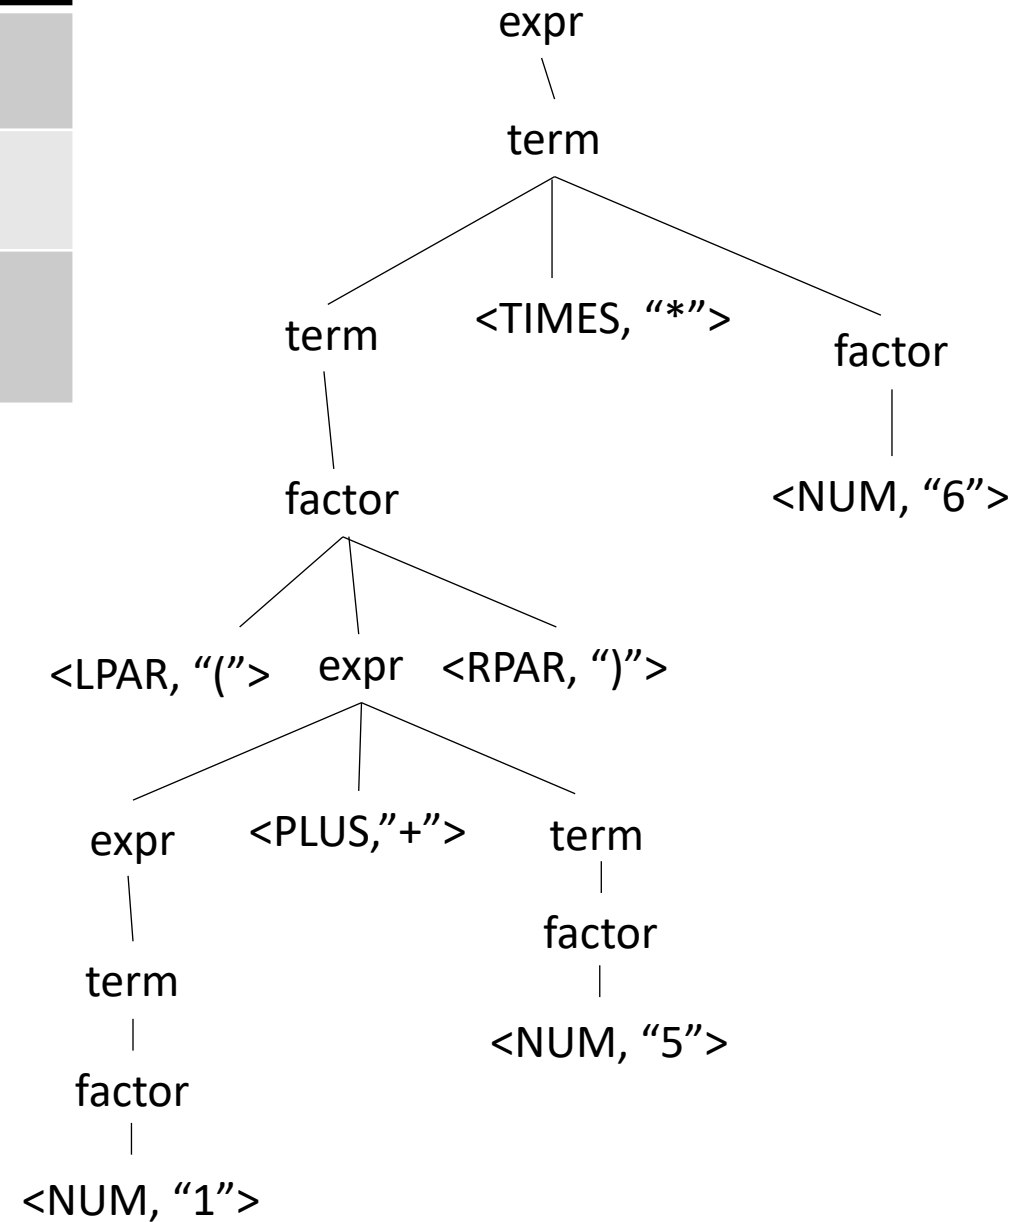 expr
term
term <TIMES, “*”> factor
factor <NUM, “6”>
<LPAR, “(”> expr <RPAR, “)”>
expr <PLUS,”+”> term
factor
term
<NUM, “5”>
factor
<NUM, “1”>